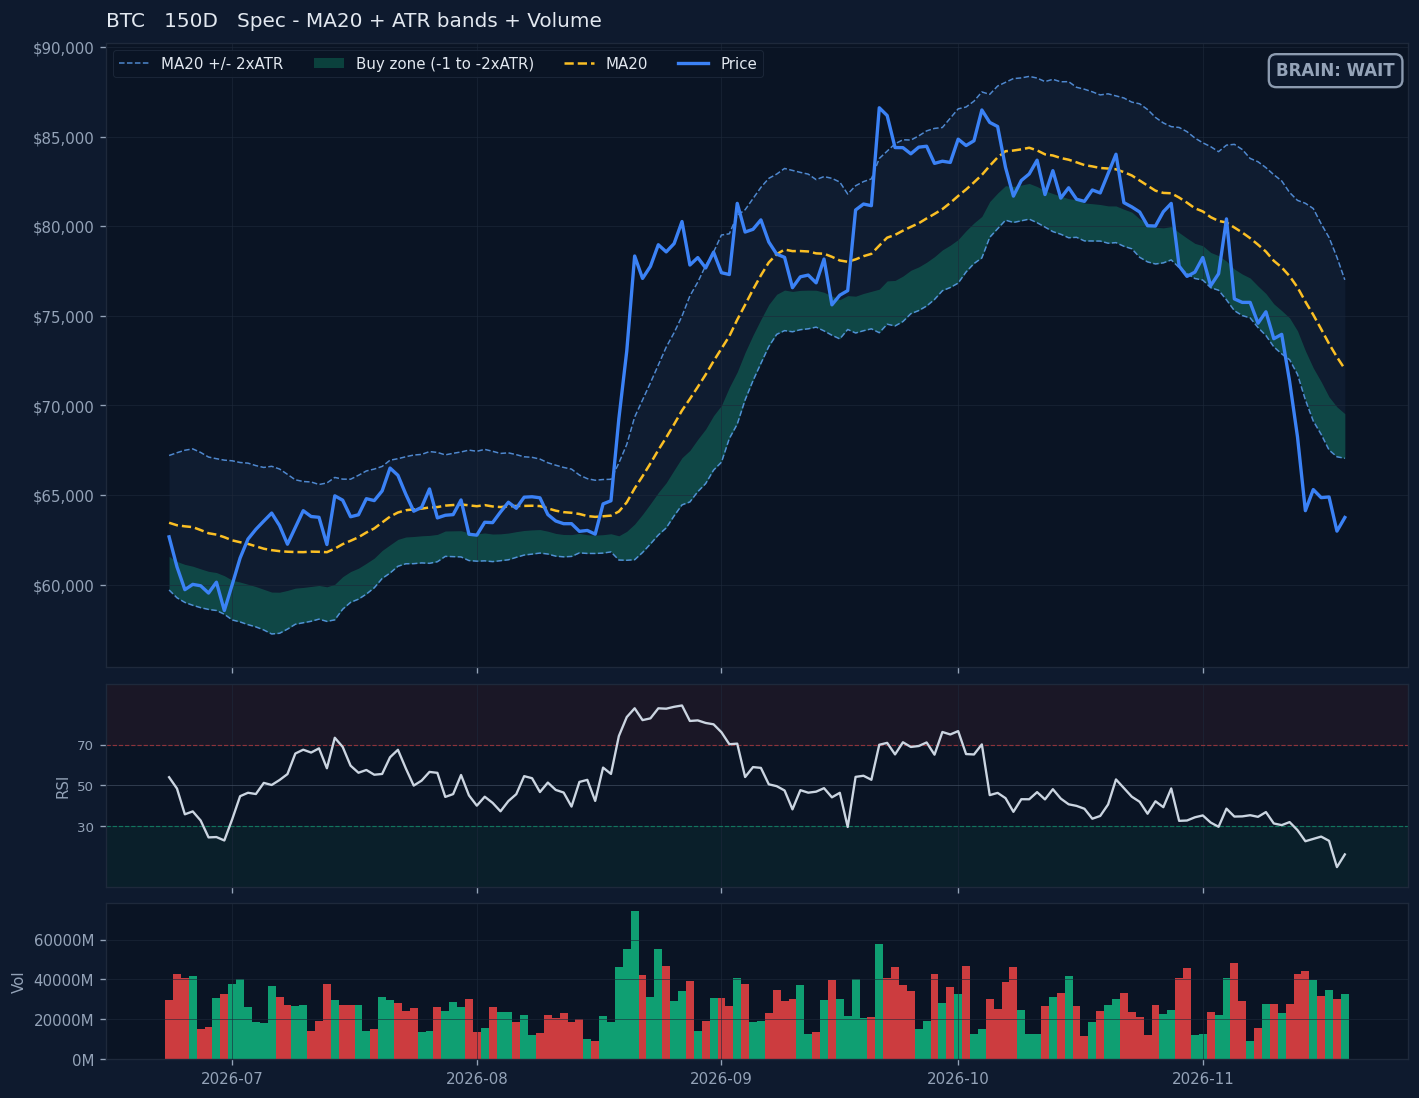 BTC   150D   Spec - MA20 + ATR bands + Volume
$90,000
MA20 +/- 2xATR   Buy zone (-1 to -2xATR)   MA20   Price
BRAIN: WAIT
$85,000
$80,000
$75,000
$70,000
$65,000
$60,000
RSI
70
50
30
Vol
60000M
40000M
20000M
0M
2026-07   2026-08   2026-09   2026-10   2026-11